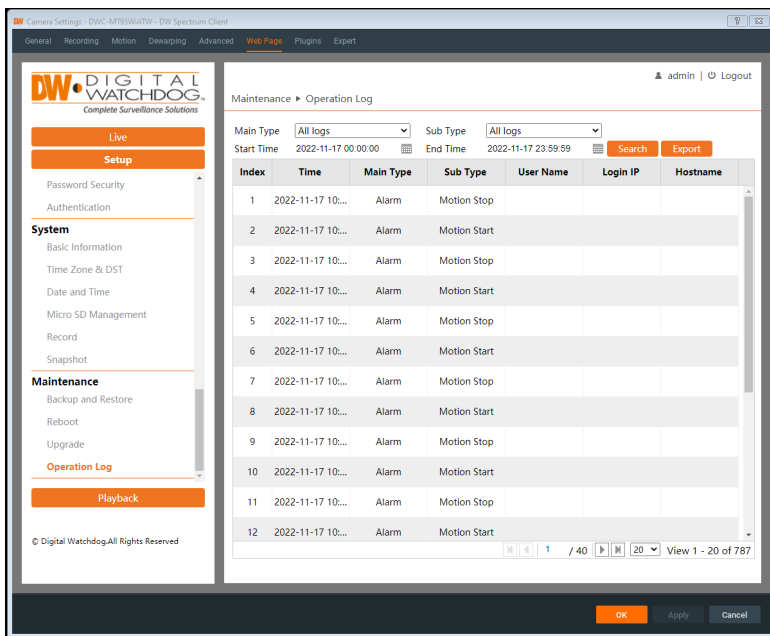 DW Camera Settings - DWC-MT95WiATW - DW Spectrum Client
General Recording Motion Dewarping Advanced Web Page Plugins Expert
DW DIGITAL
WATCHDOG
Complete Surveillance Solutions
Live
Setup
Password Security
Authentication
System
Basic Information
Time Zone & DST
Date and Time
Micro SD Management
Record
Snapshot
Maintenance
Backup and Restore
Reboot
Upgrade
Operation Log
Playback
© Digital Watchdog.All Rights Reserved
admin | Logout
Maintenance ▶ Operation Log
Main Type All logs Sub Type All logs
Start Time 2022-11-17 00:00:00 End Time 2022-11-17 23:59:59 Search Export
Index Time Main Type Sub Type User Name Login IP Hostname
1 2022-11-17 10:... Alarm Motion Stop
2 2022-11-17 10:... Alarm Motion Start
3 2022-11-17 10:... Alarm Motion Stop
4 2022-11-17 10:... Alarm Motion Start
5 2022-11-17 10:... Alarm Motion Stop
6 2022-11-17 10:... Alarm Motion Start
7 2022-11-17 10:... Alarm Motion Stop
8 2022-11-17 10:... Alarm Motion Start
9 2022-11-17 10:... Alarm Motion Stop
10 2022-11-17 10:... Alarm Motion Start
11 2022-11-17 10:... Alarm Motion Stop
12 2022-11-17 10:... Alarm Motion Start
1 / 40 20 View 1 - 20 of 787
OK Apply Cancel